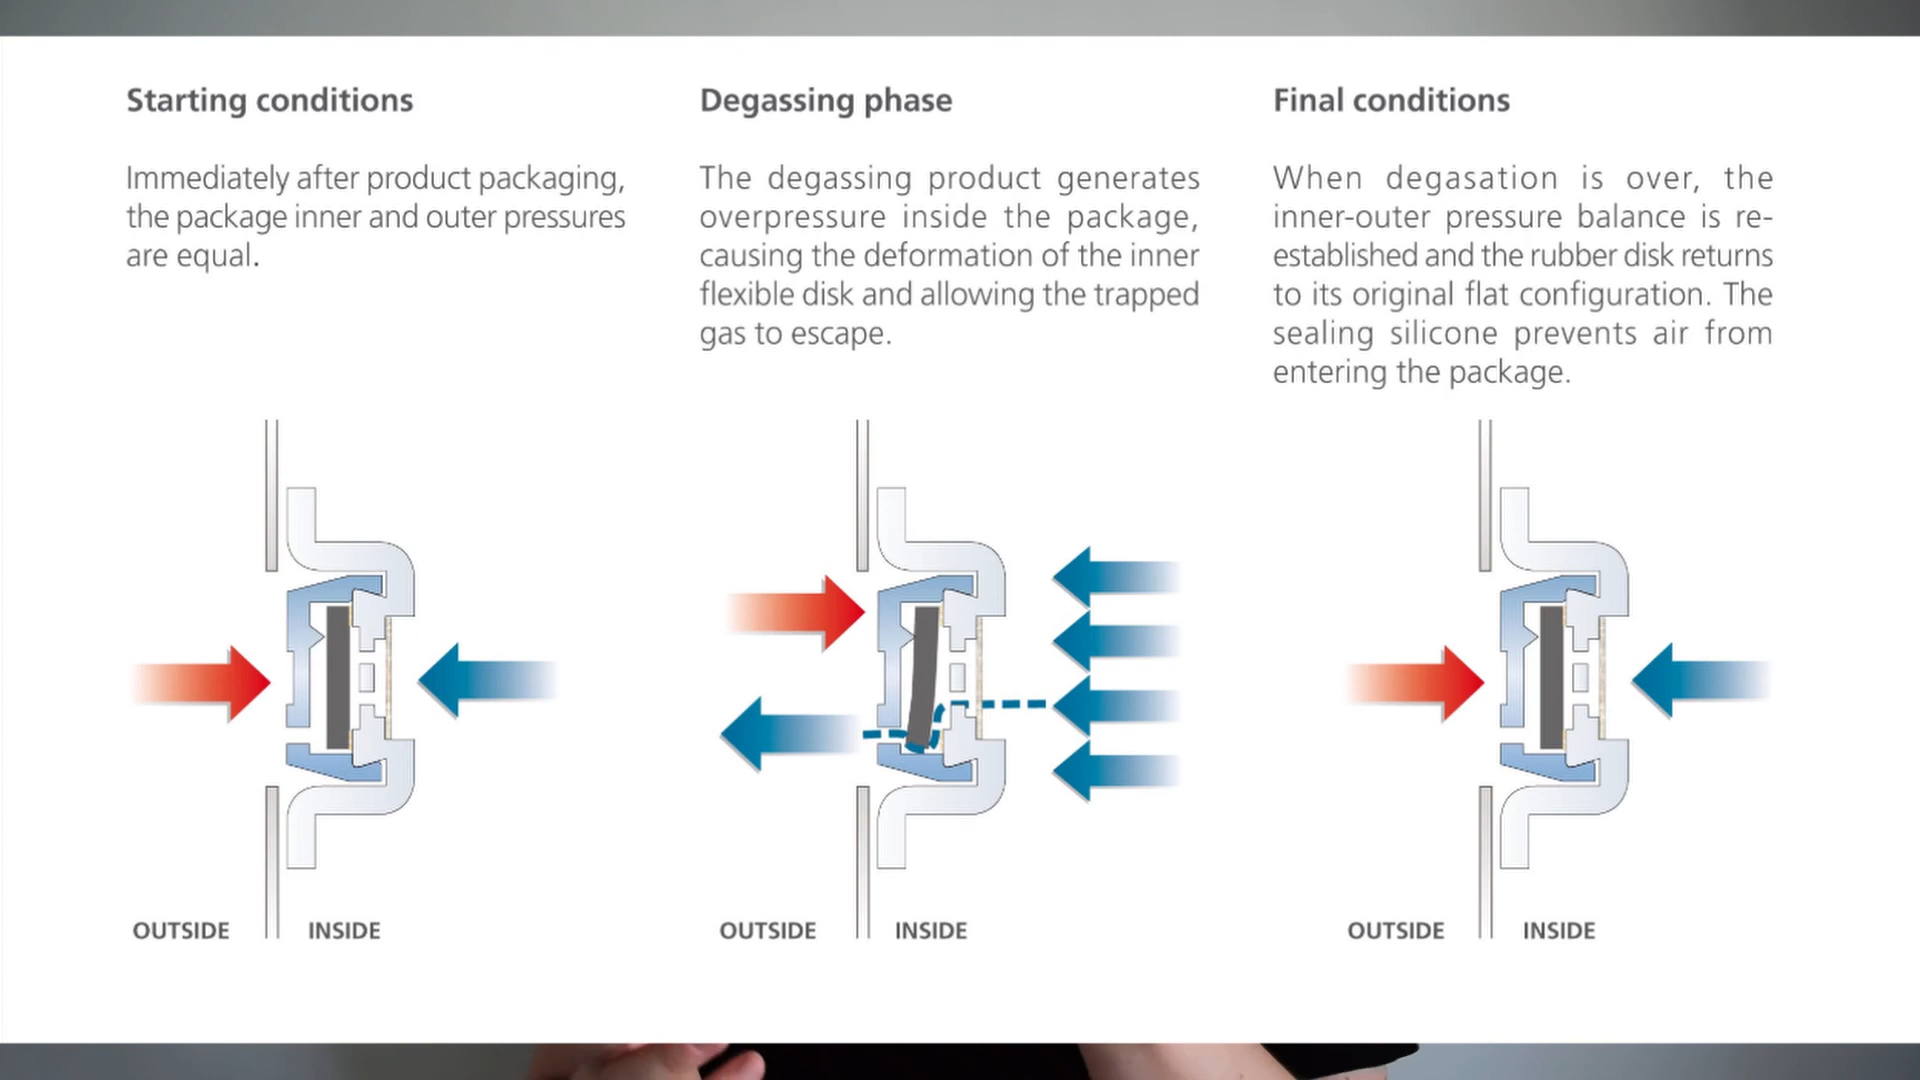 Starting conditions
Immediately after product packaging,
the package inner and outer pressures
are equal.
Degassing phase
The degassing product generates
overpressure inside the package,
causing the deformation of the inner
flexible disk and allowing the trapped
gas to escape.
Final conditions
When degasation is over, the
inner-outer pressure balance is re-
established and the rubber disk returns
to its original flat configuration. The
sealing silicone prevents air from
entering the package.
OUTSIDE INSIDE
OUTSIDE INSIDE
OUTSIDE INSIDE